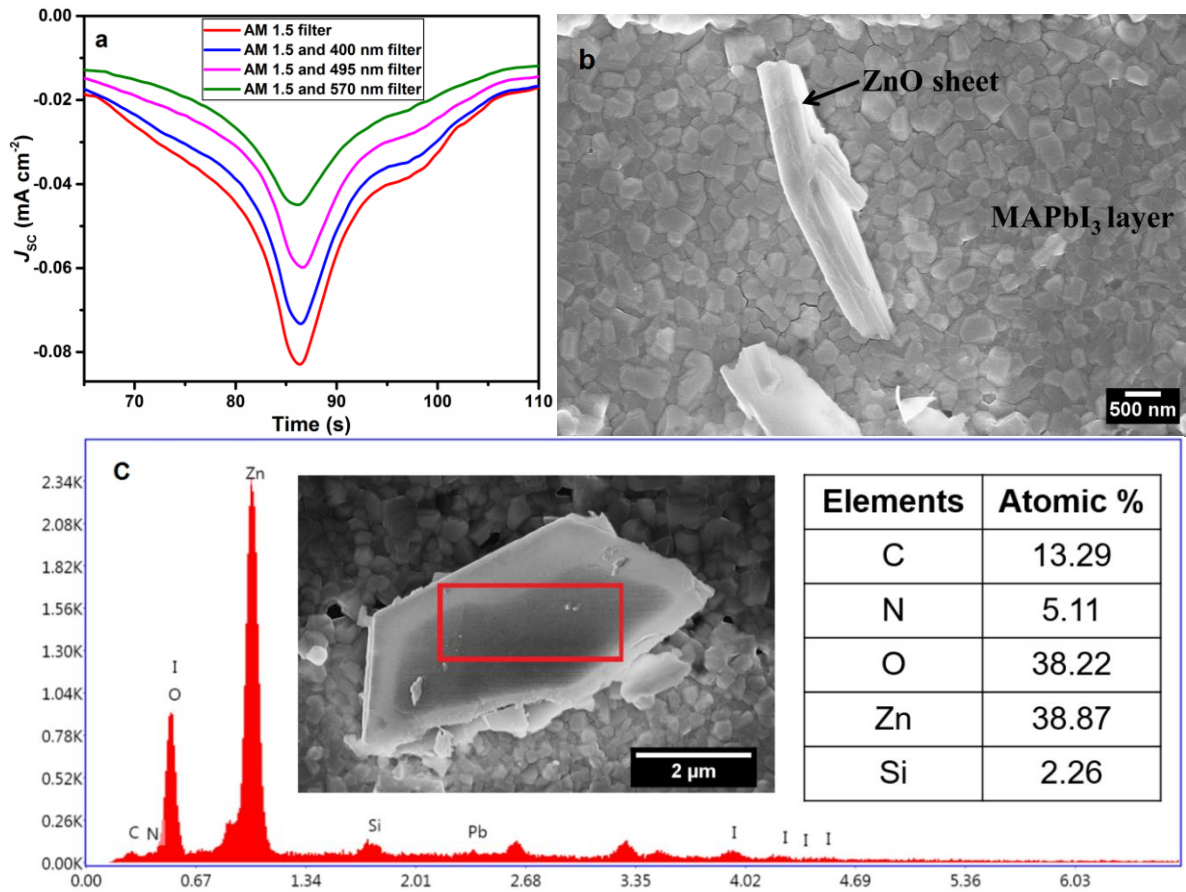 a
AM 1.5 filter
AM 1.5 and 400 nm filter
AM 1.5 and 495 nm filter
AM 1.5 and 570 nm filter
0.00
-0.02
-0.04
-0.06
-0.08
J_SC (mA cm⁻²)
70 80 90 100 110
Time (s)
b
ZnO sheet
MAPbI₃ layer
500 nm
C
2.34K
2.08K
1.82K
1.56K
1.30K
1.04K
0.78K
0.52K
0.26K
0.00K
Zn
I
O
C N
Si
Pb
I
I
I
I
0.00 0.67 1.34 2.01 2.68 3.35 4.02 4.69 5.36 6.03
2 µm
Elements Atomic %
C 13.29
N 5.11
O 38.22
Zn 38.87
Si 2.26